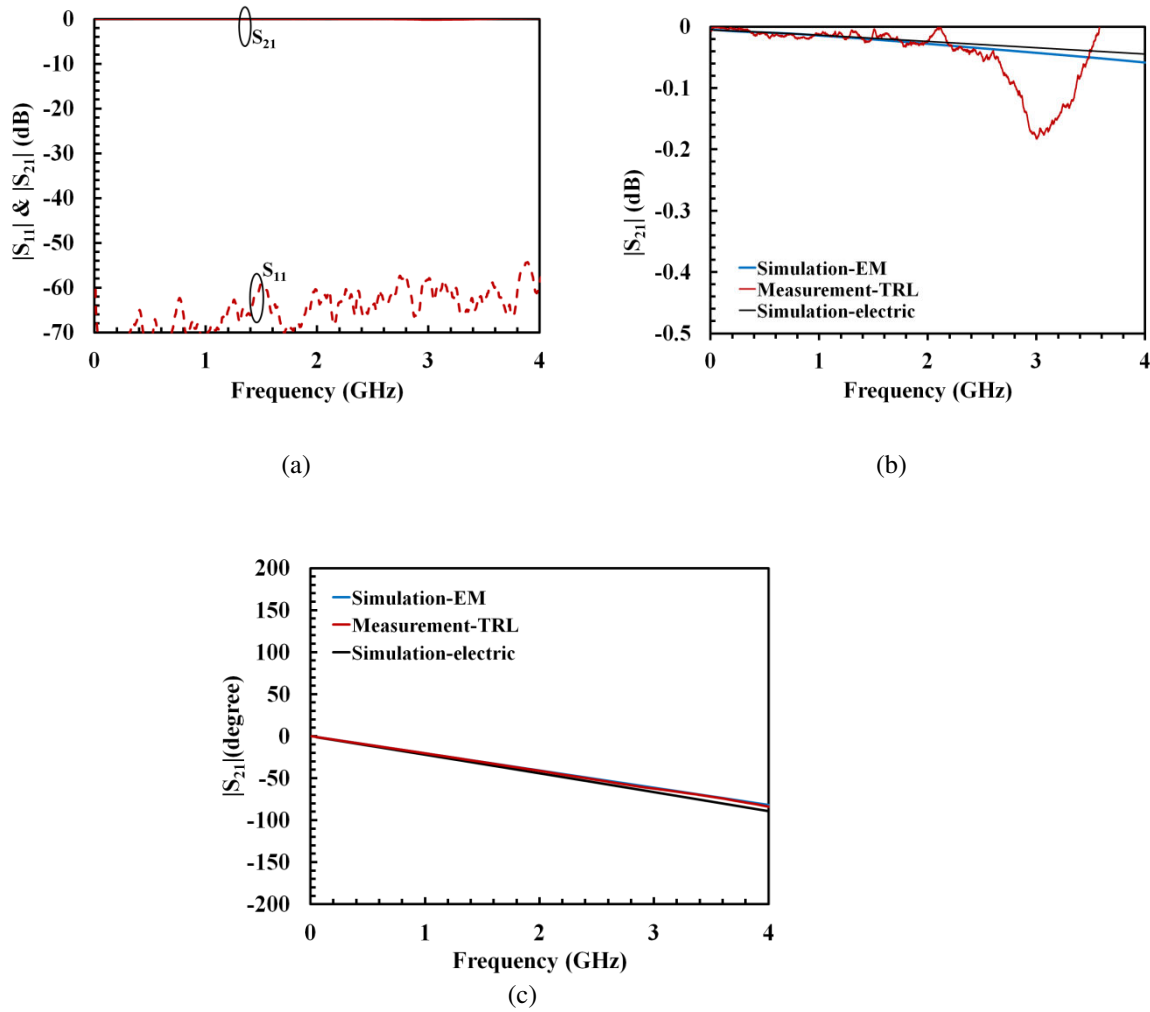 0
-10
-20
-30
-40
-50
-60
-70
|S11| & |S21| (dB)
S21
S11
0 1 2 3 4
Frequency (GHz)
(a)
0
-0.1
-0.2
-0.3
-0.4
-0.5
|S21| (dB)
Simulation-EM
Measurement-TRL
Simulation-electric
0 1 2 3 4
Frequency (GHz)
(b)
200
150
100
50
0
-50
-100
-150
-200
|S21|(degree)
Simulation-EM
Measurement-TRL
Simulation-electric
0 1 2 3 4
Frequency (GHz)
(c)